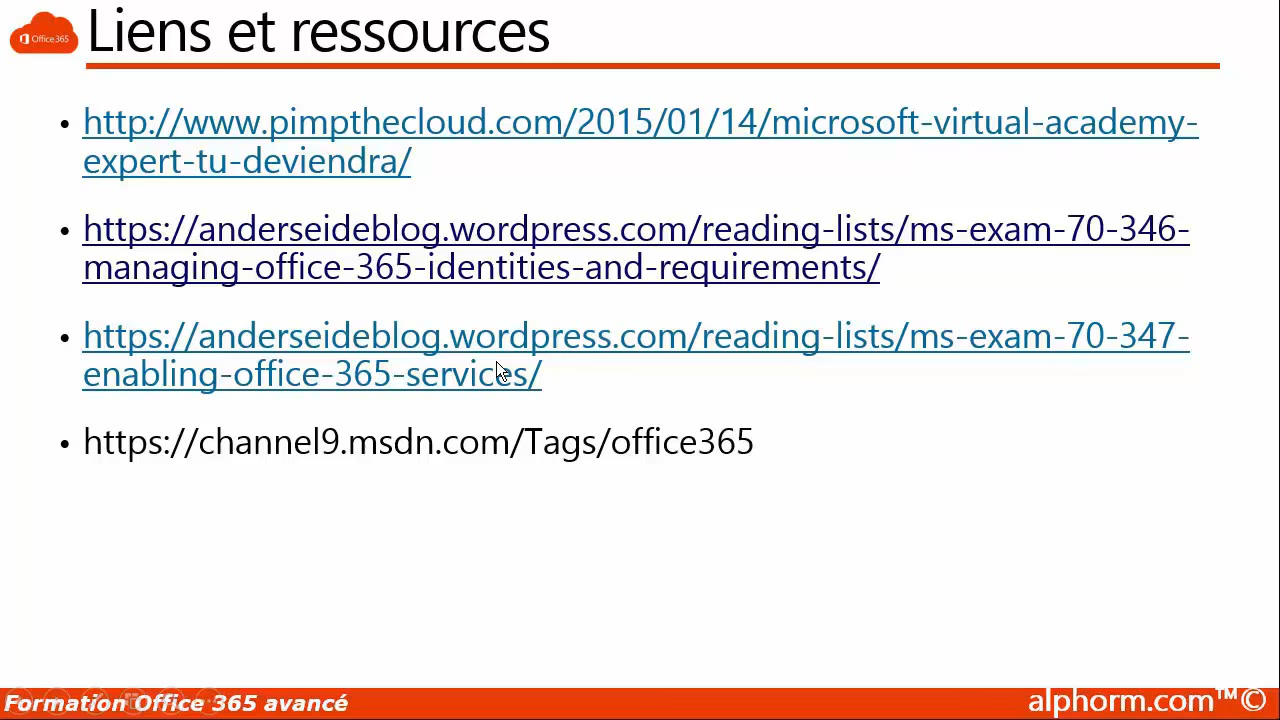 Office365
Liens et ressources
• http://www.pimpthecloud.com/2015/01/14/microsoft-virtual-academy-
expert-tu-deviendra/
• https://anderseideblog.wordpress.com/reading-lists/ms-exam-70-346-
managing-office-365-identities-and-requirements/
• https://anderseideblog.wordpress.com/reading-lists/ms-exam-70-347-
enabling-office-365-services/
• https://channel9.msdn.com/Tags/office365
Formation Office 365 avancé
alphorm.com™©